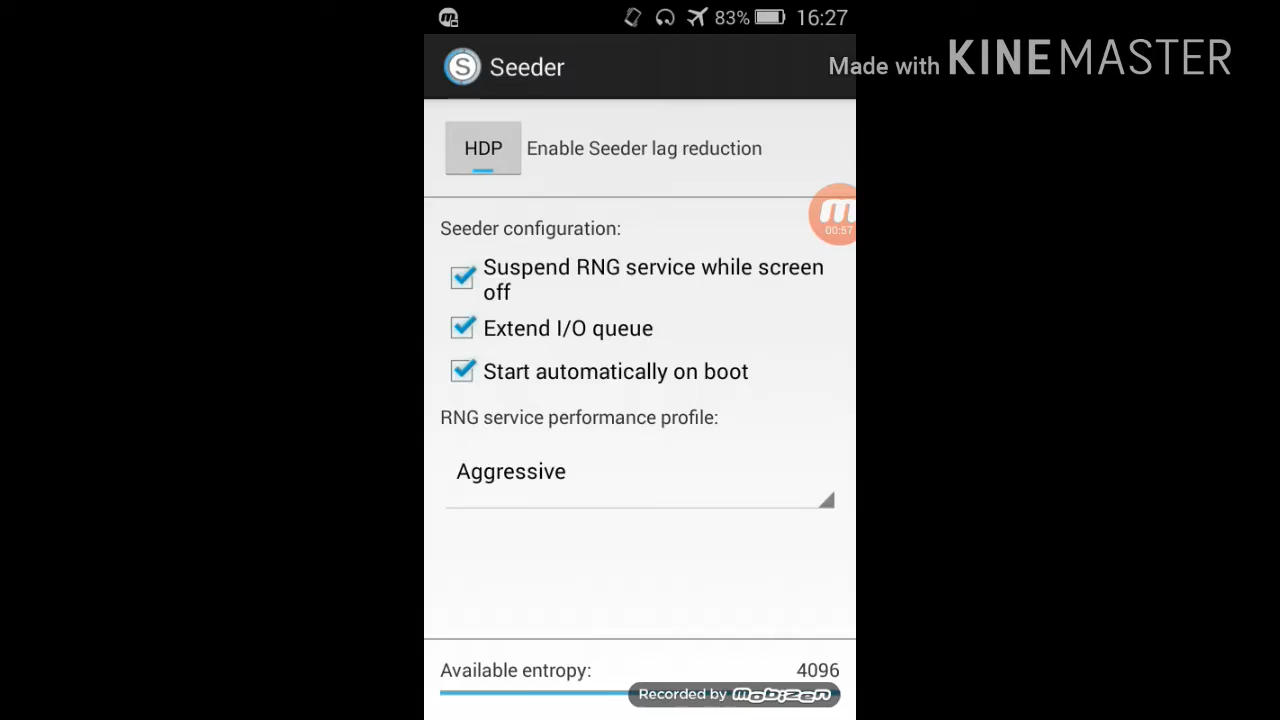 83% 16:27
S Seeder
Made with KINEMASTER
HDP Enable Seeder lag reduction
Seeder configuration:
00:57
Suspend RNG service while screen
off
Extend I/O queue
Start automatically on boot
RNG service performance profile:
Aggressive
Available entropy: 4096
Recorded by mobizen